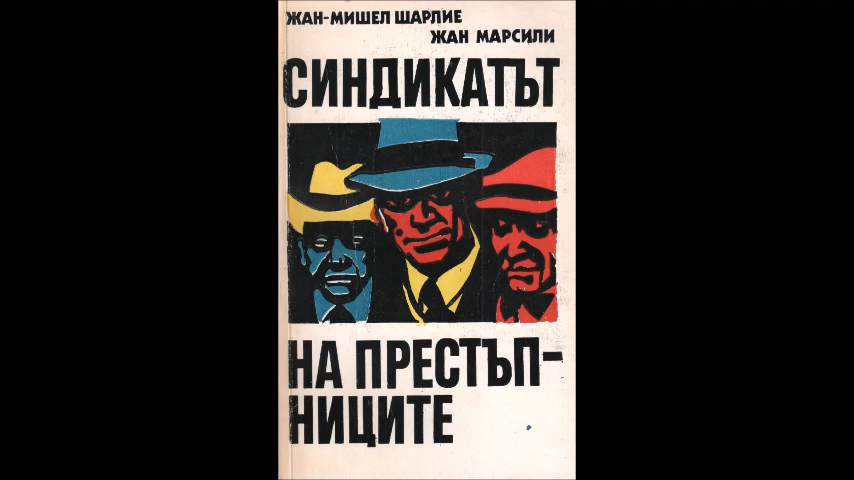 ЖАН-МИШЕЛ ШАРЛИЕ
ЖАН МАРСИЛИ
СИНДИКАТЪТ
НА ПРЕСТЪП-
НИЦИТЕ